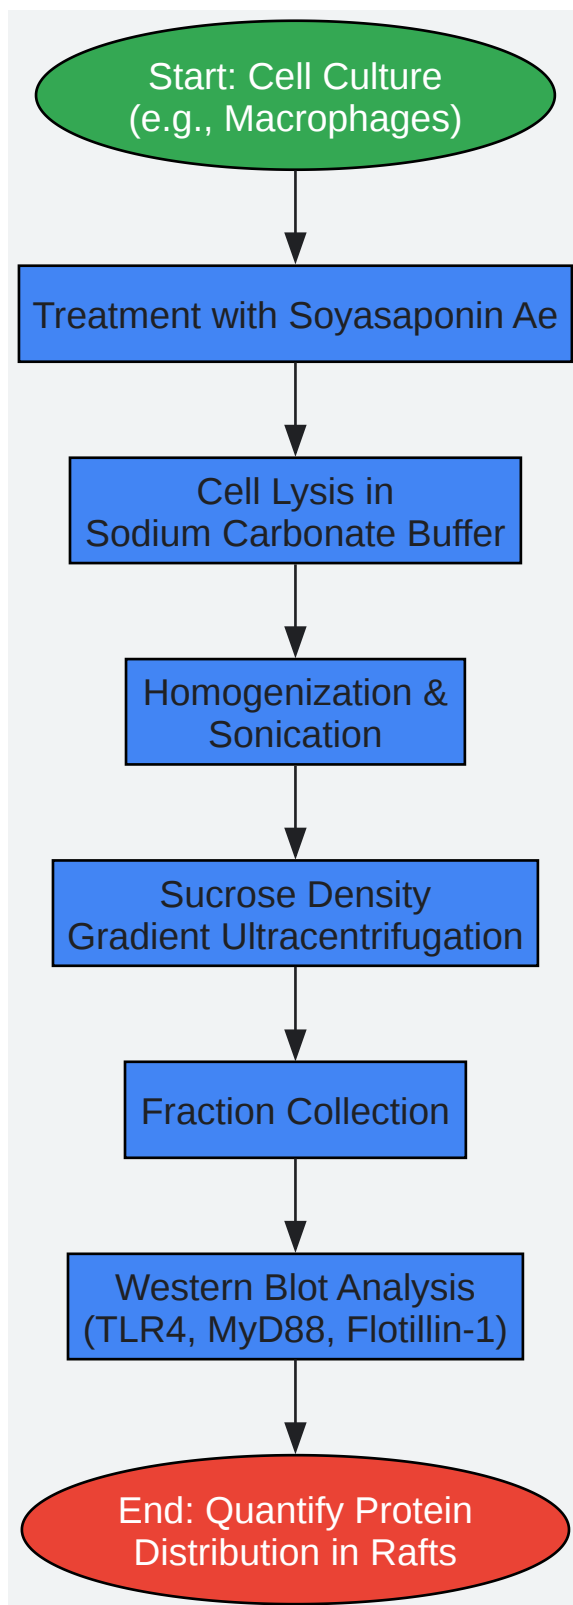 Start: Cell Culture
(e.g., Macrophages)
Treatment with Soyasaponin Ae
Cell Lysis in
Sodium Carbonate Buffer
Homogenization &
Sonication
Sucrose Density
Gradient Ultracentrifugation
Fraction Collection
Western Blot Analysis
(TLR4, MyD88, Flotillin-1)
End: Quantify Protein
Distribution in Rafts